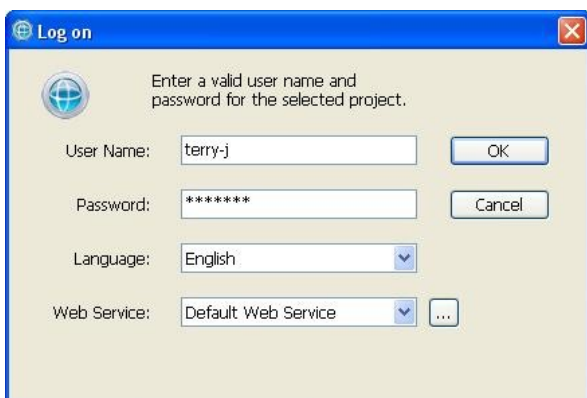 Log on
Enter a valid user name and
password for the selected project.
User Name: terry-j OK
Password: ******* Cancel
Language: English
Web Service: Default Web Service ...